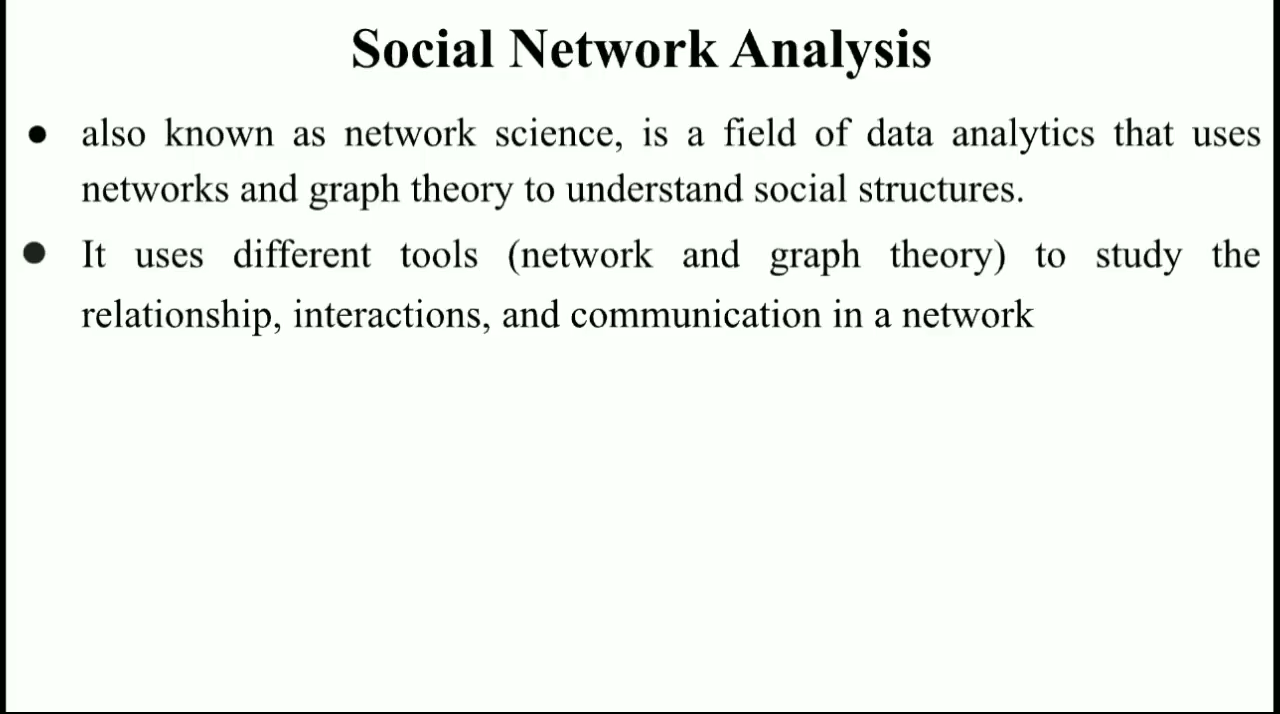 Social Network Analysis
● also known as network science, is a field of data analytics that uses
networks and graph theory to understand social structures.
● It uses different tools (network and graph theory) to study the
relationship, interactions, and communication in a network